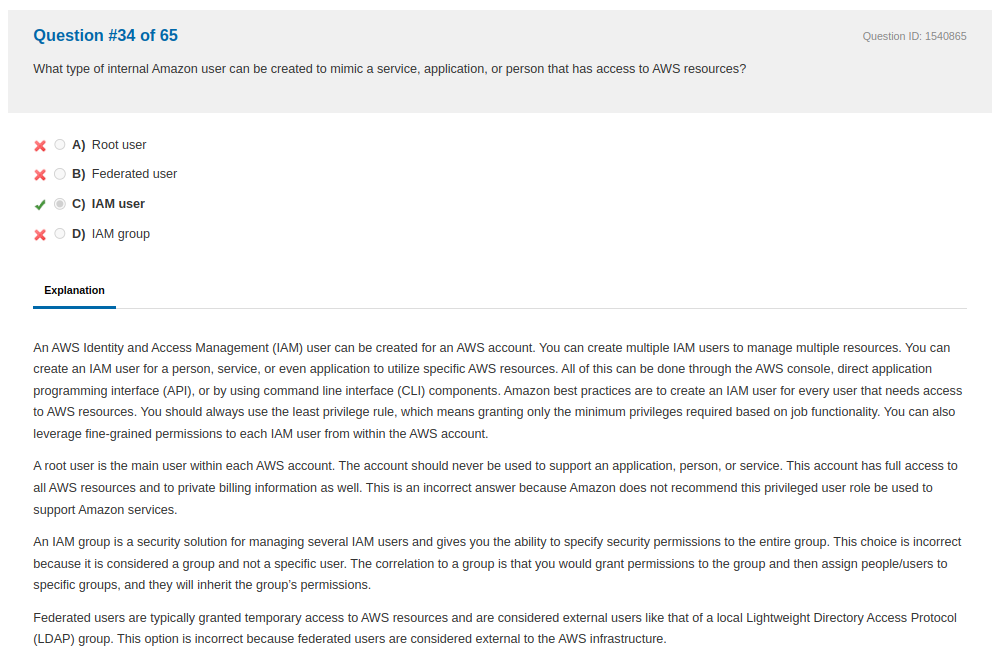 Question #34 of 65
Question ID: 1540865
What type of internal Amazon user can be created to mimic a service, application, or person that has access to AWS resources?
A) Root user
B) Federated user
C) IAM user
D) IAM group
Explanation
An AWS Identity and Access Management (IAM) user can be created for an AWS account. You can create multiple IAM users to manage multiple resources. You can
create an IAM user for a person, service, or even application to utilize specific AWS resources. All of this can be done through the AWS console, direct application
programming interface (API), or by using command line interface (CLI) components. Amazon best practices are to create an IAM user for every user that needs access
to AWS resources. You should always use the least privilege rule, which means granting only the minimum privileges required based on job functionality. You can also
leverage fine-grained permissions to each IAM user from within the AWS account.
A root user is the main user within each AWS account. The account should never be used to support an application, person, or service. This account has full access to
all AWS resources and to private billing information as well. This is an incorrect answer because Amazon does not recommend this privileged user role be used to
support Amazon services.
An IAM group is a security solution for managing several IAM users and gives you the ability to specify security permissions to the entire group. This choice is incorrect
because it is considered a group and not a specific user. The correlation to a group is that you would grant permissions to the group and then assign people/users to
specific groups, and they will inherit the group's permissions.
Federated users are typically granted temporary access to AWS resources and are considered external users like that of a local Lightweight Directory Access Protocol
(LDAP) group. This option is incorrect because federated users are considered external to the AWS infrastructure.